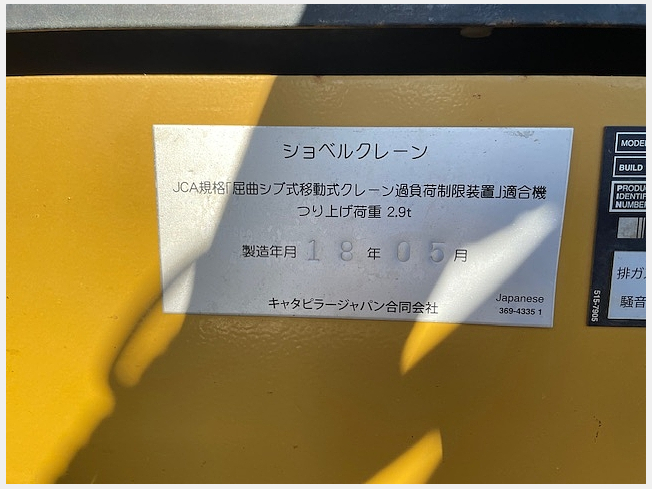 ショベルクレーン
JCA規格「屈曲ジブ式移動式クレーン過負荷制限装置」適合機
つり上げ荷重 2.9t
製造年月 18 年 05 月
キャタピラージャパン合同会社
Japanese
369-4335 1
515-7905
MODE
BUILD
PRODU
IDENTIF
NUMBE
排ガ
騒音